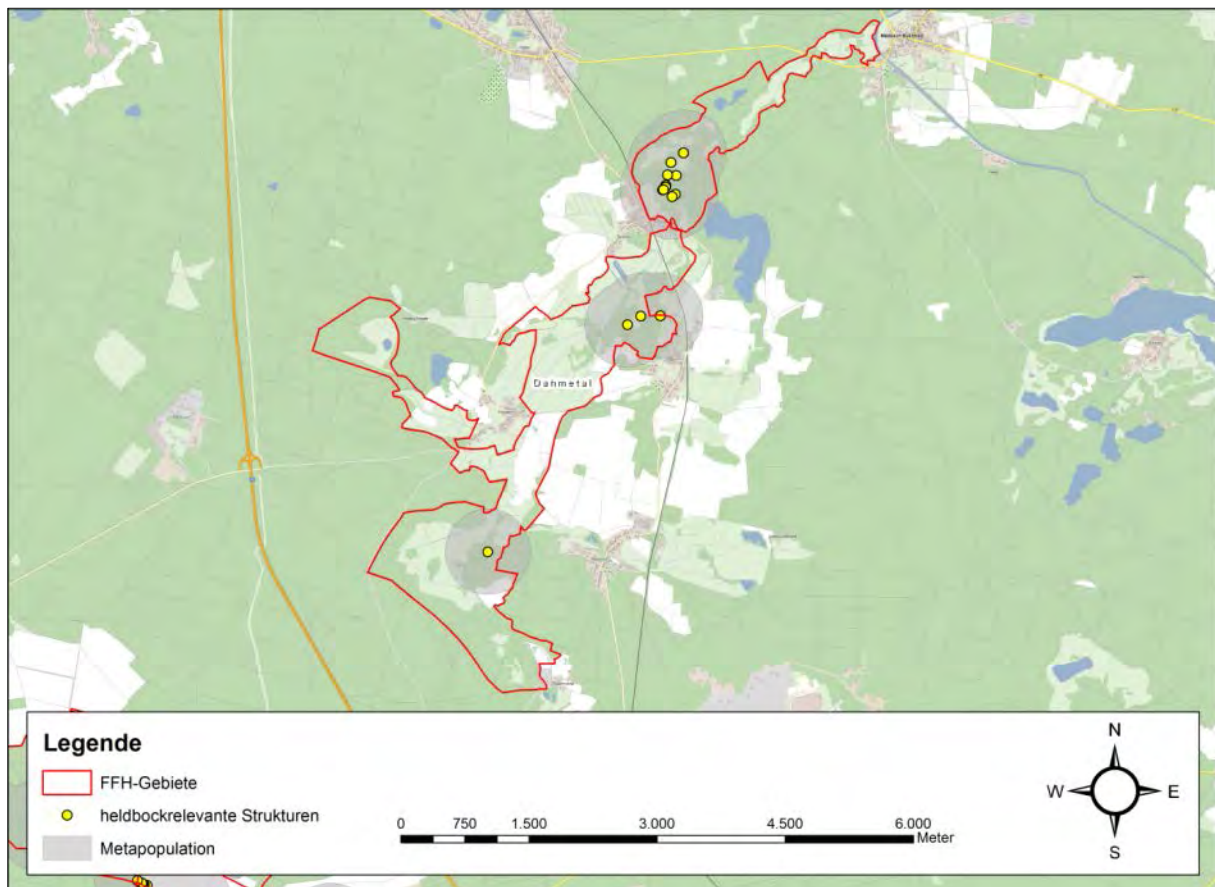 Dahmetal
Legende
FFH-Gebiete
heldbockrelevante Strukturen
Metapopulation
0 750 1.500 3.000 4.500 6.000
Meter
N
W E
S